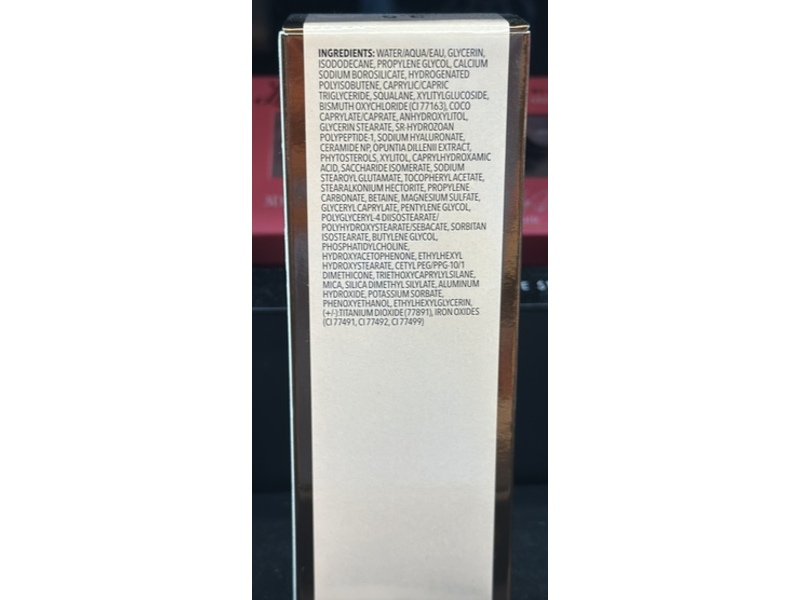 INGREDIENTS: WATER/AQUA/EAU, GLYCERIN,
ISODODECANE, PROPYLENE GLYCOL, CALCIUM
SODIUM BOROSILICATE, HYDROGENATED
POLYISOBUTENE, CAPRYLIC/CAPRIC
TRIGLYCERIDE, SQUALANE, XYLITYLGLUCOSIDE,
BISMUTH OXYCHLORIDE (CI 77163), COCO
CAPRYLATE/CAPRATE, ANHYDROXYLITOL,
GLYCERIN STEARATE, SR-HYDROZOAN
POLYPEPTIDE-1, SODIUM HYALURONATE,
CERAMIDE NP, OPUNTIA DILLENII EXTRACT,
PHYTOSTEROLS, XYLITOL, CAPRYLHYDROXAMIC
ACID, SACCHARIDE ISOMERATE, SODIUM
STEAROYL GLUTAMATE, TOCOPHERYL ACETATE,
STEARALKONIUM HECTORITE, PROPYLENE
CARBONATE, BETAINE, MAGNESIUM SULFATE,
GLYCERYL CAPRYLATE, PENTYLENE GLYCOL,
POLYGLYCERYL-4 DIISOSTEARATE/
POLYHYDROXYSTEARATE/SEBACATE, SORBITAN
ISOSTEARATE, BUTYLENE GLYCOL,
PHOSPHATIDYLCHOLINE,
HYDROXYACETOPHENONE, ETHYLHEXYL
HYDROXYSTEARATE, CETYL PEG/PPG-10/1
DIMETHICONE, TRIETHOXYCAPRYLYLSILANE,
MICA, SILICA DIMETHYL SILYLATE, ALUMINUM
HYDROXIDE, POTASSIUM SORBATE,
PHENOXYETHANOL, ETHYLHEXYLGLYCERIN,
(+/-):TITANIUM DIOXIDE (77891), IRON OXIDES
(CI 77491, CI 77492, CI 77499)